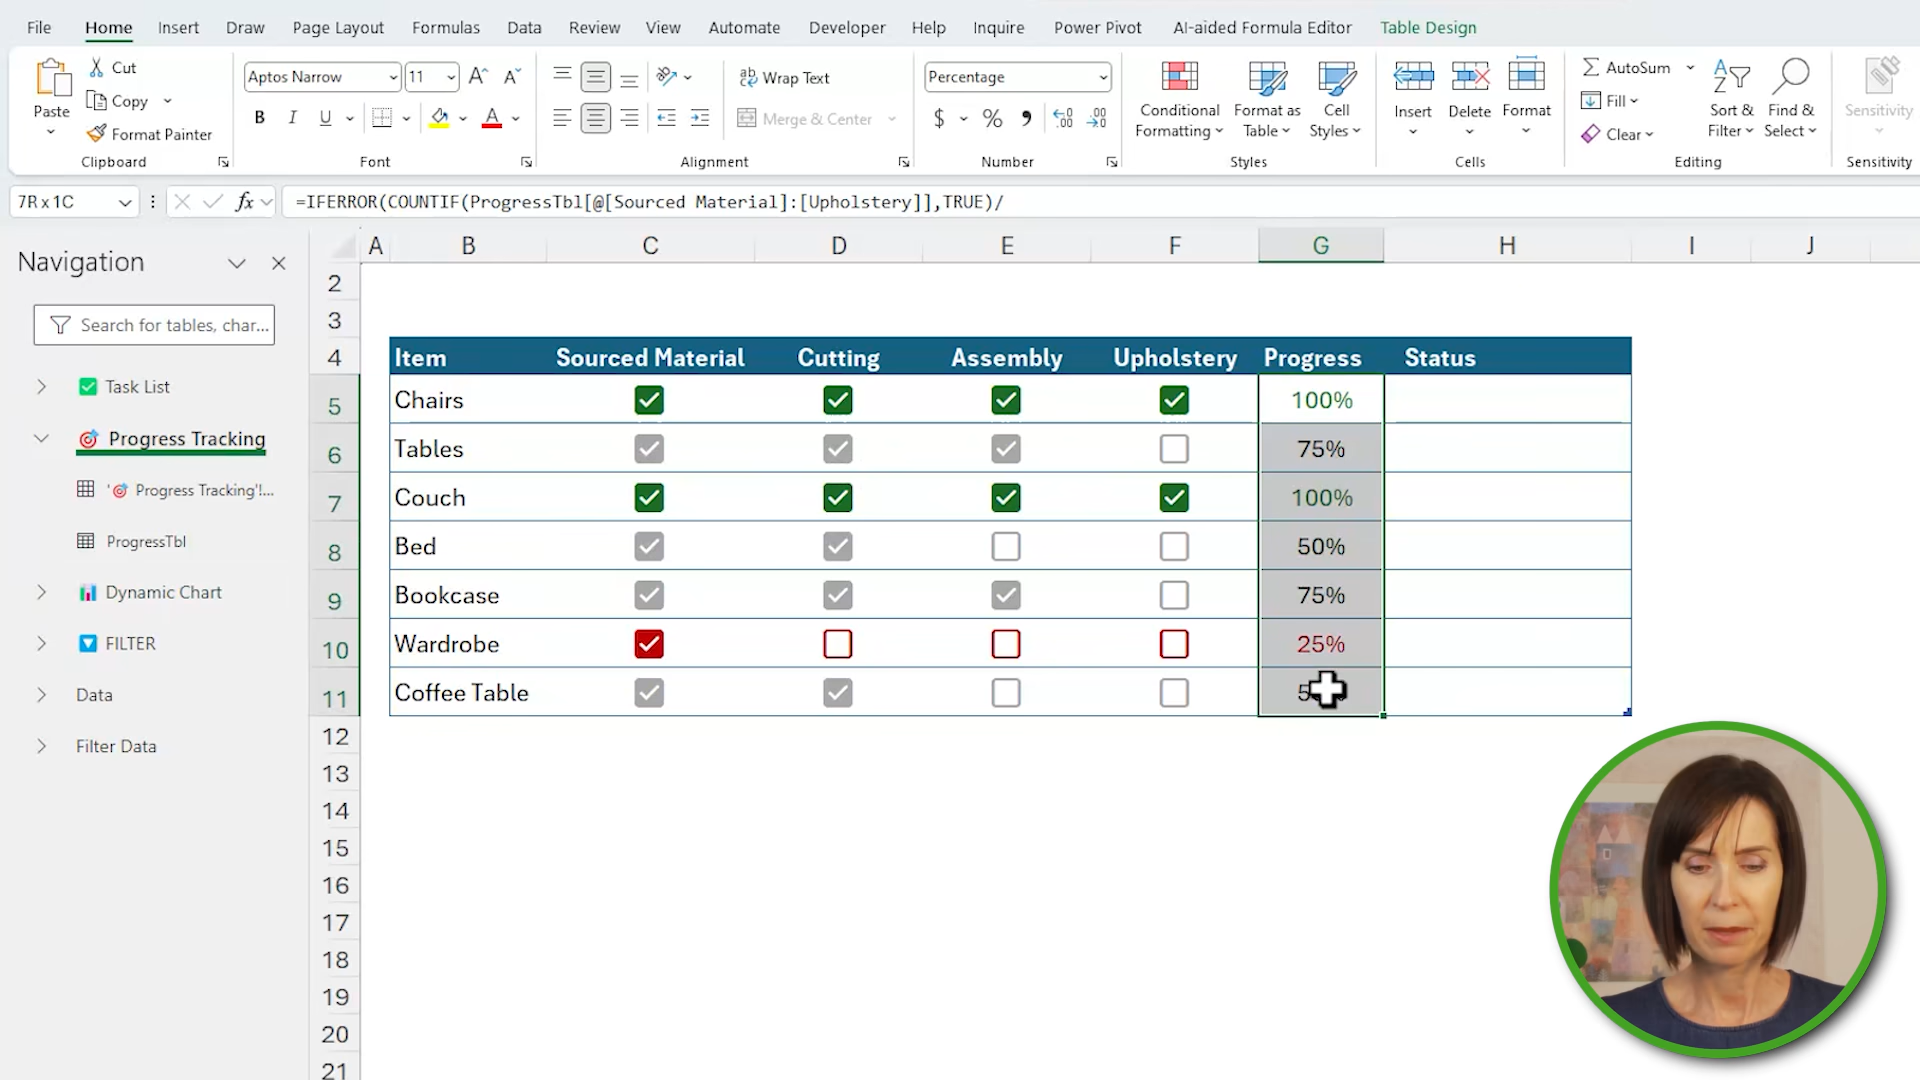 File Home Insert Draw Page Layout Formulas Data Review View Automate Developer Help Inquire Power Pivot AI-aided Formula Editor Table Design
Paste
Cut
Copy
Format Painter
Clipboard
Aptos Narrow 11
B I U
Font
ab Wrap Text
Merge & Center
Alignment
Percentage
$ % ,
Number
Conditional Formatting
Format as Table
Cell Styles
Styles
Insert
Delete
Format
Cells
AutoSum
Fill
Clear
Sort & Filter
Find & Select
Editing
Sensitivity
Sensitivity
7R x 1C
fx
=IFERROR(COUNTIF(ProgressTbl[@[Sourced Material]:[Upholstery]],TRUE)/
Navigation
Search for tables, char...
Task List
Progress Tracking
' Progress Tracking'!...
ProgressTbl
Dynamic Chart
FILTER
Data
Filter Data
A B C D E F G H I J
2
3
4 Item Sourced Material Cutting Assembly Upholstery Progress Status
5 Chairs 100%
6 Tables 75%
7 Couch 100%
8 Bed 50%
9 Bookcase 75%
10 Wardrobe 25%
11 Coffee Table
12
13
14
15
16
17
18
19
20
21